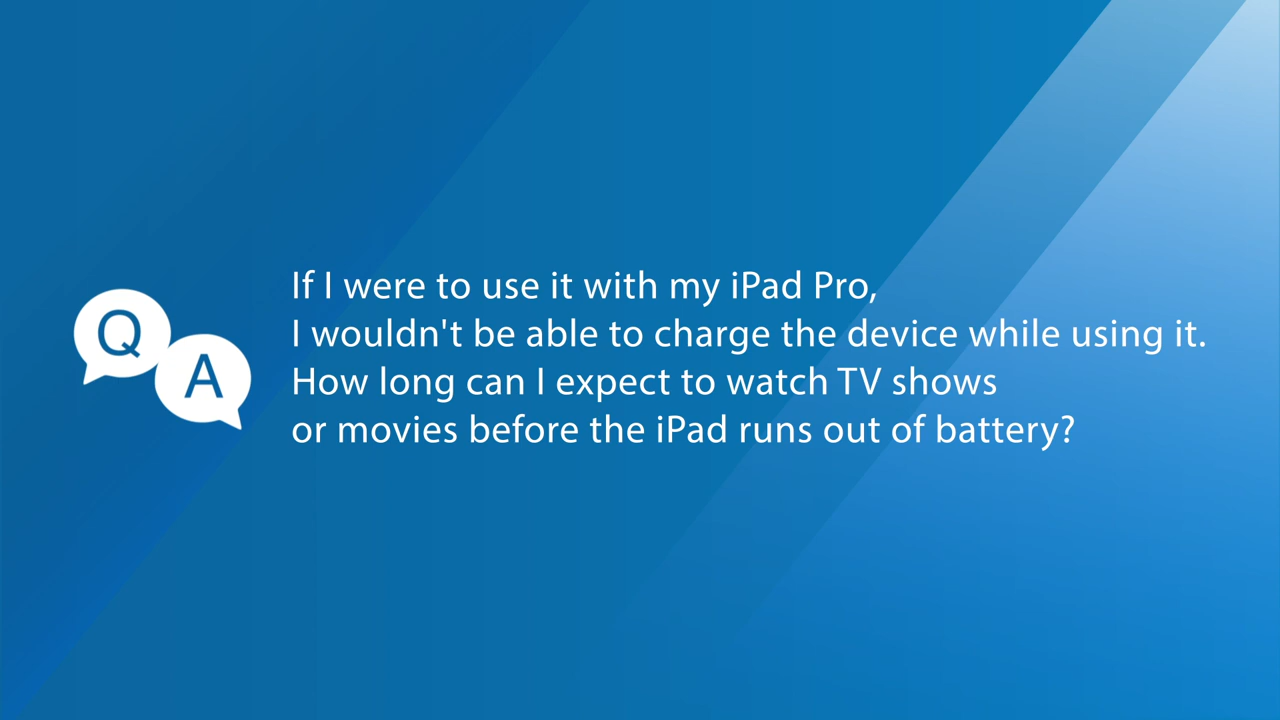 Q
A
If I were to use it with my iPad Pro,
I wouldn't be able to charge the device while using it.
How long can I expect to watch TV shows
or movies before the iPad runs out of battery?